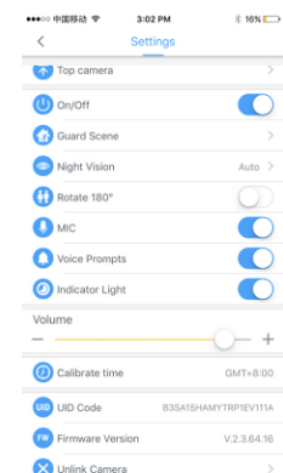 中国移动 3:02 PM 16%
Settings
Top camera
On/Off
Guard Scene
Night Vision Auto
Rotate 180°
MIC
Voice Prompts
Indicator Light
Volume
Calibrate time GMT+8:00
UID UID Code B3SA15HAMYTRP1EV111A
FW Firmware Version V.2.3.64.16
Unlink Camera